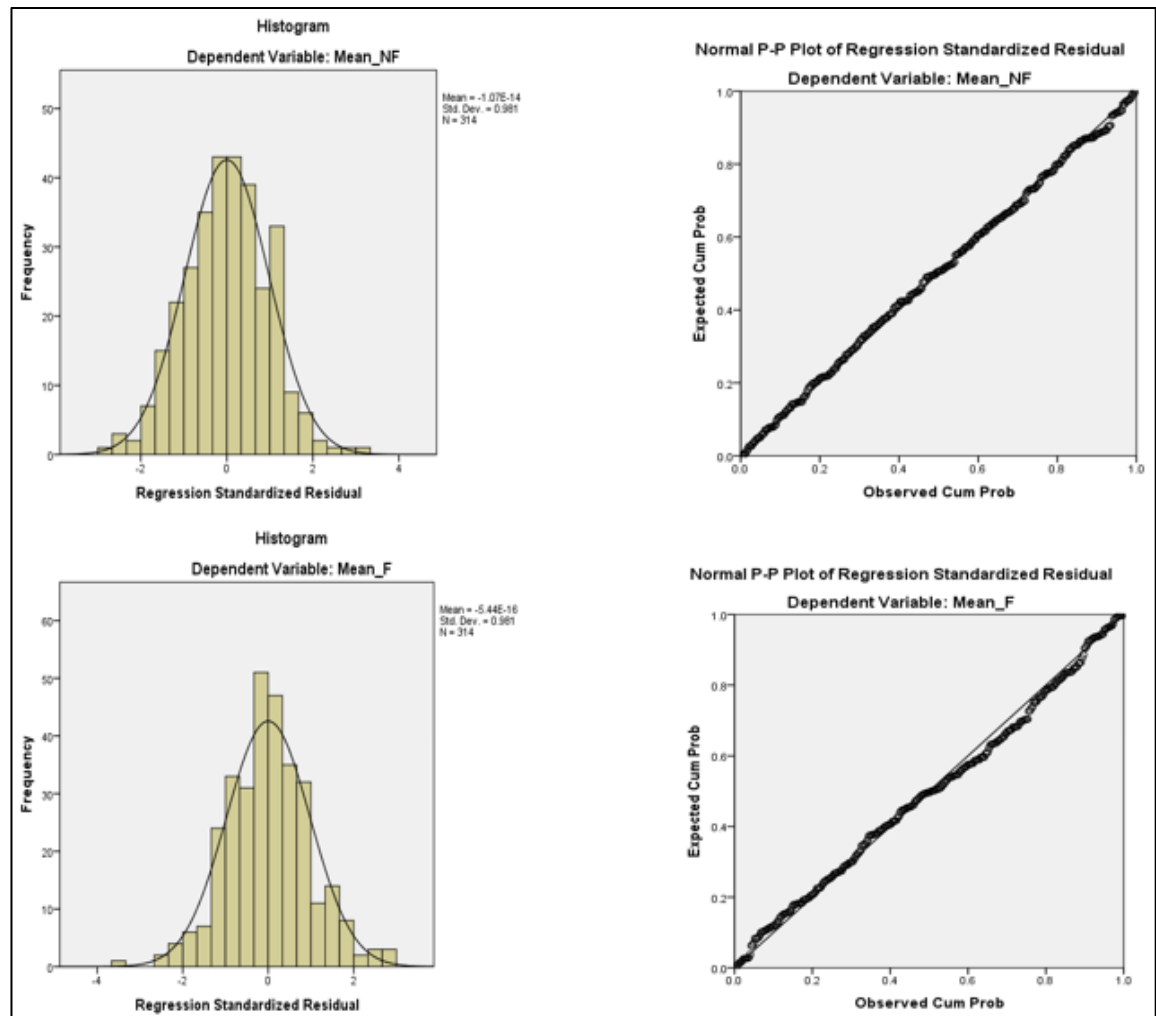 Histogram
Dependent Variable: Mean_NF
Mean = -1.07E-14
Std. Dev. = 0.981
N = 314
50
40
30
20
10
0
Frequency
-2
0
2
4
Regression Standardized Residual
Normal P-P Plot of Regression Standardized Residual
Dependent Variable: Mean_NF
1.0
0.8
0.6
0.4
0.2
0.0
Expected Cum Prob
0.0
0.2
0.4
0.6
0.8
1.0
Observed Cum Prob
Histogram
Dependent Variable: Mean_F
Mean = -5.44E-16
Std. Dev. = 0.981
N = 314
60
50
40
30
20
10
0
Frequency
-4
-2
0
2
Regression Standardized Residual
Normal P-P Plot of Regression Standardized Residual
Dependent Variable: Mean_F
1.0
0.8
0.6
0.4
0.2
0.0
Expected Cum Prob
0.0
0.2
0.4
0.6
0.8
1.0
Observed Cum Prob